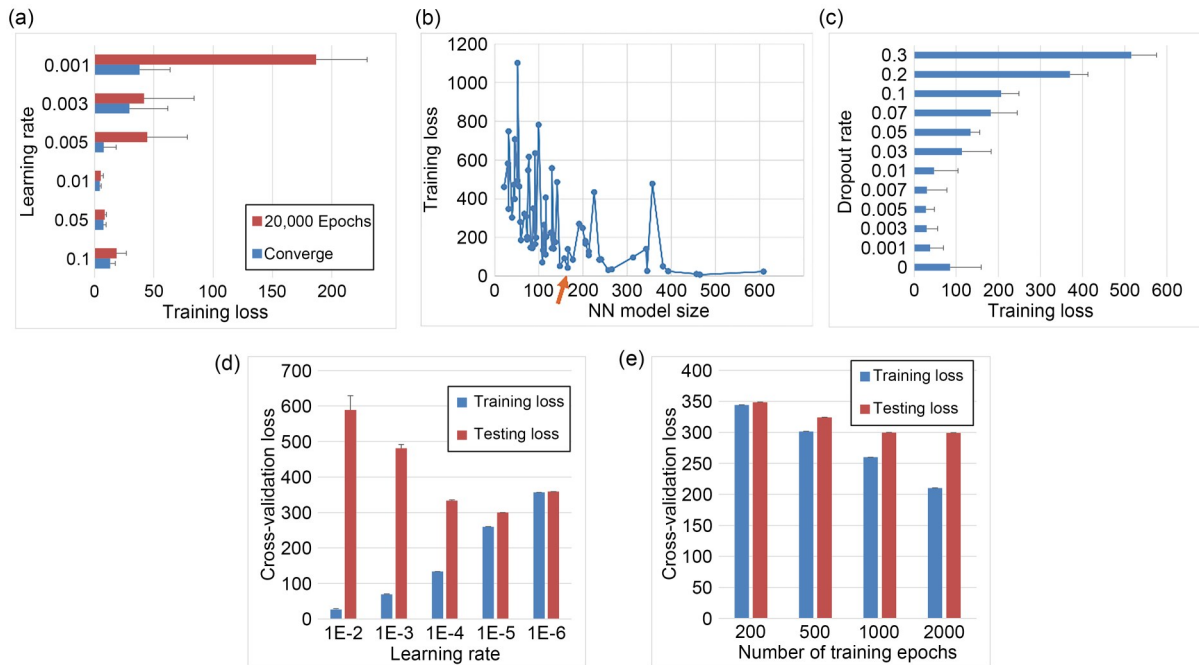 (a)
Learning rate
0.001
0.003
0.005
0.01
0.05
0.1
20,000 Epochs
Converge
0 50 100 150 200
Training loss
(b)
Training loss
1200
1000
800
600
400
200
0
0 100 200 300 400 500 600
NN model size
(c)
Dropout rate
0.3
0.2
0.1
0.07
0.05
0.03
0.01
0.007
0.005
0.003
0.001
0
0 100 200 300 400 500 600
Training loss
(d)
Cross-validation loss
700
600
500
400
300
200
100
0
Training loss
Testing loss
1E-2 1E-3 1E-4 1E-5 1E-6
Learning rate
(e)
Cross-validation loss
400
350
300
250
200
150
100
50
0
Training loss
Testing loss
200 500 1000 2000
Number of training epochs